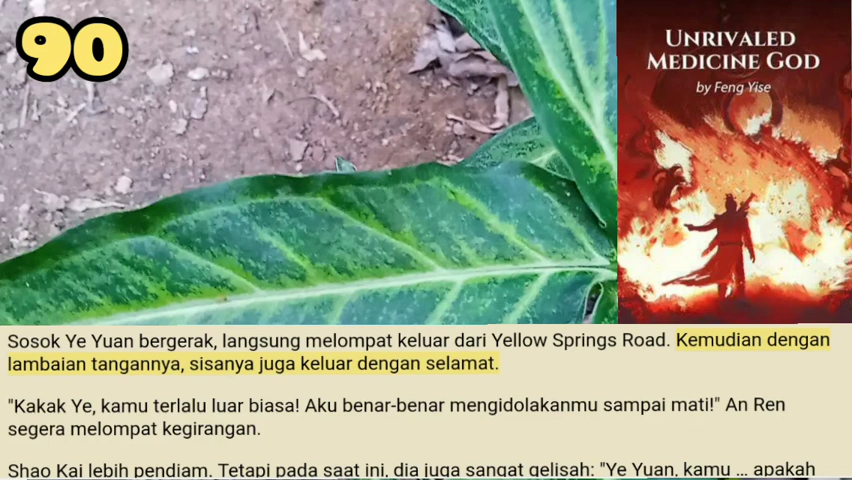 90
UNRIVALED
MEDICINE GOD
by Feng Yise
Sosok Ye Yuan bergerak, langsung melompat keluar dari Yellow Springs Road. Kemudian dengan
lambaian tangannya, sisanya juga keluar dengan selamat.
"Kakak Ye, kamu terlalu luar biasa! Aku benar-benar mengidolakanmu sampai mati!" An Ren
segera melompat kegirangan.
Shao Kai lebih pendiam. Tetapi pada saat ini, dia juga sangat gelisah: "Ye Yuan, kamu ... apakah